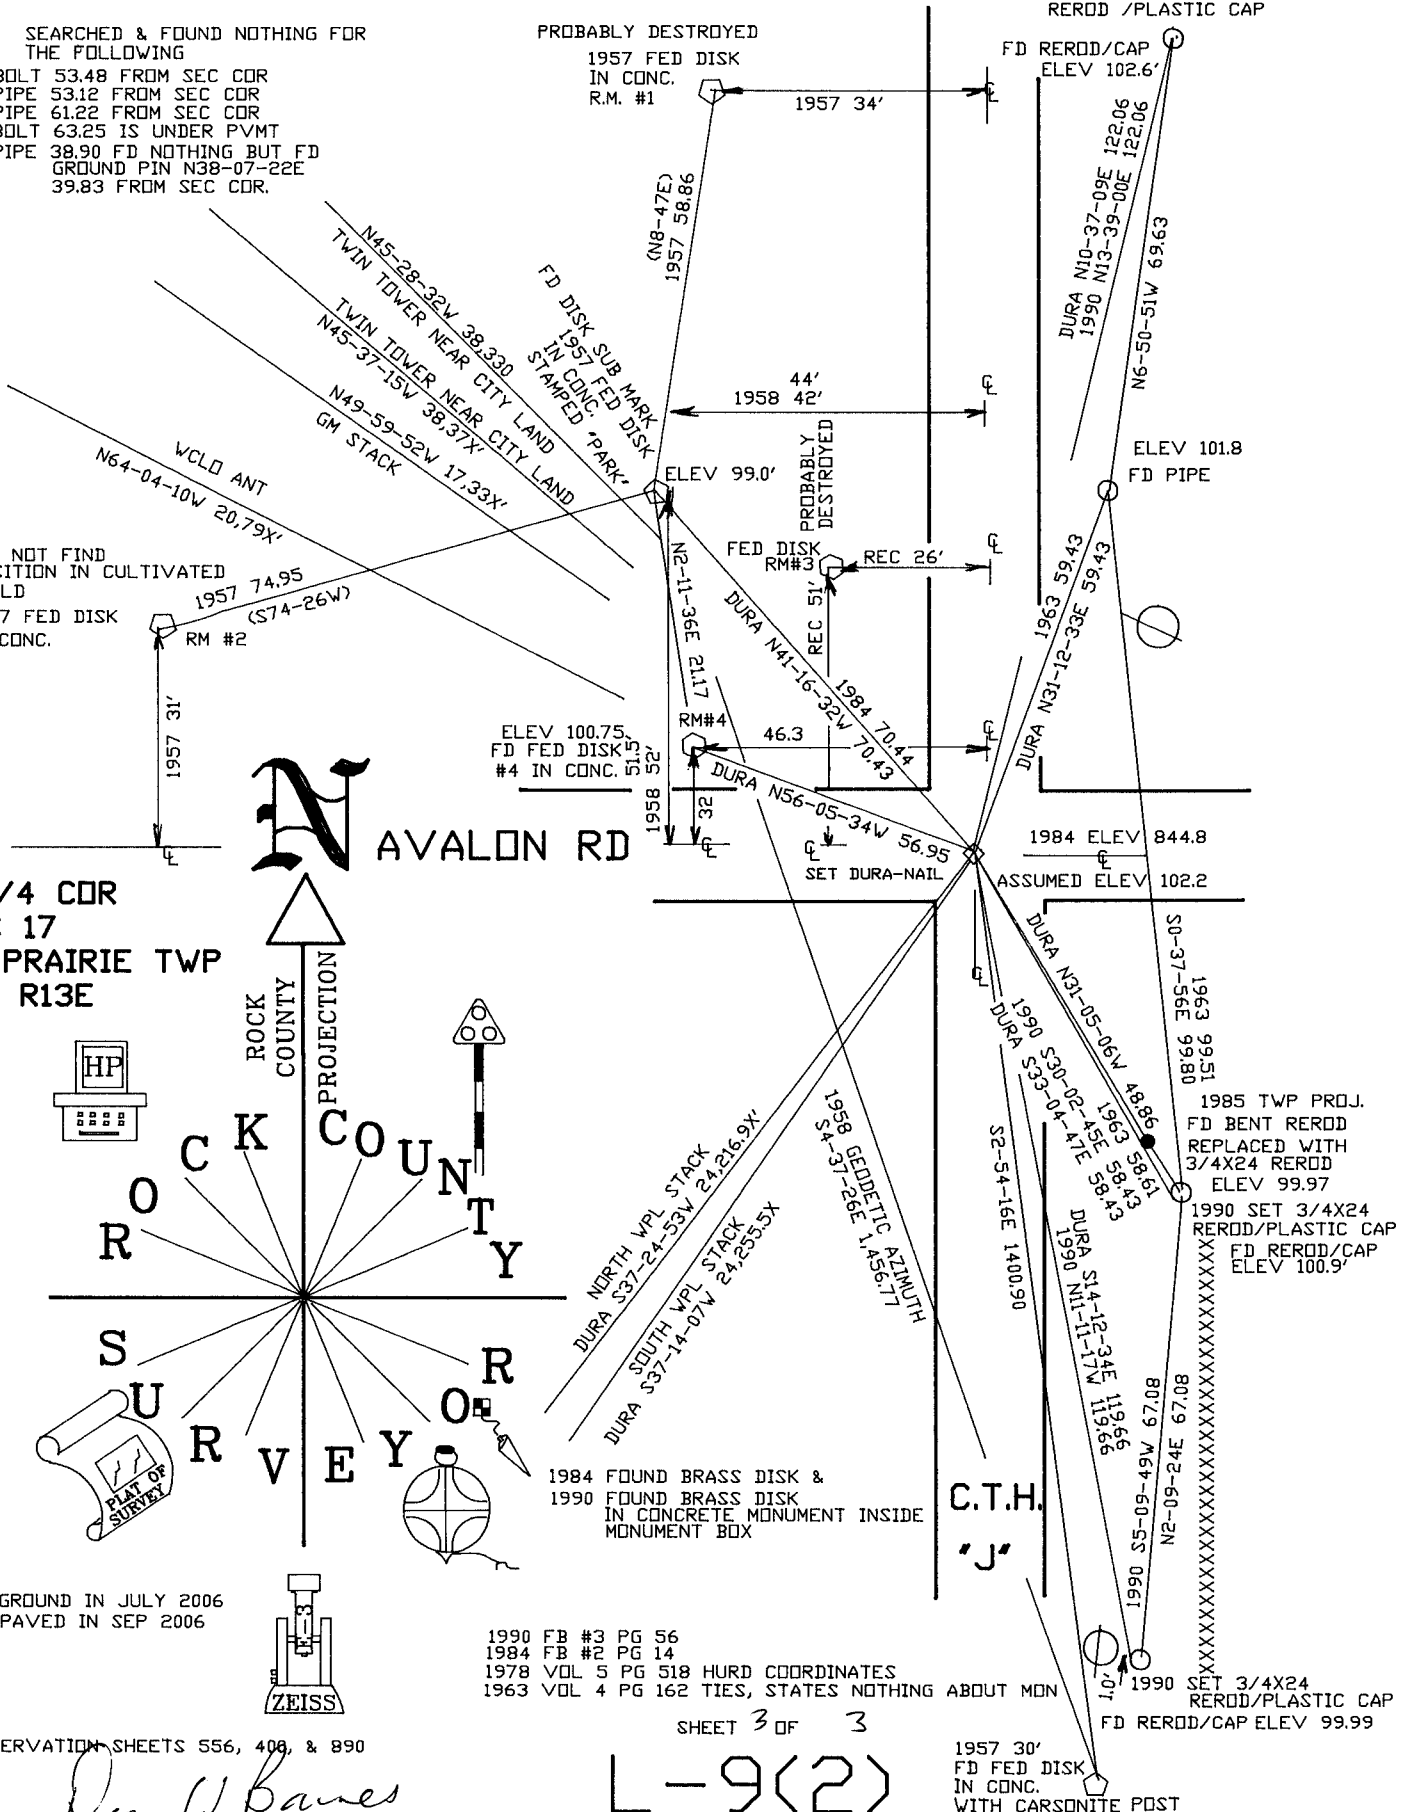 REROD /PLASTIC CAP
FD REROD/CAP
ELEV 102.6'
SEARCHED & FOUND NOTHING FOR
THE FOLLOWING
BOLT 53.48 FROM SEC COR
PIPE 53.12 FROM SEC COR
PIPE 61.22 FROM SEC COR
BOLT 63.25 IS UNDER PVMT
PIPE 38.90 FD NOTHING BUT FD
GROUND PIN N38-07-22E
39.83 FROM SEC COR.
PROBABLY DESTROYED
1957 FED DISK
IN CONC.
R.M. #1
1957 34'
℄
(N8-47E)
1957 58.86
DURA N10-37-09E 122.06
1990 N13-39-00E 122.06
N6-50-51W 69.63
N45-28-32W 38,330
TWIN TOWER NEAR CITY LAND
TWIN TOWER NEAR CITY LAND
N45-37-15W 38,37X'
N49-59-52W 17,33X'
GM STACK
WCLO ANT
N64-04-10W 20,79X'
FD DISK SUB MARK
1957 FED DISK
IN CONC.
STAMPED "PARK"
44'
1958 42'
℄
ELEV 99.0'
PROBABLY
DESTROYED
ELEV 101.8
FD PIPE
FED DISK
RM#3
REC 26'
℄
REC 51'
NOT FIND
ITION IN CULTIVATED
LD
7 FED DISK
CONC.
1957 74.95
(S74-26W)
RM #2
1957 31'
℄
N2-11-36E 21.17
DURA N41-16-32W 70.43
1984 70.44
1963 59.43
DURA N31-12-33E 59.43
ELEV 100.75
FD FED DISK
#4 IN CONC.
51.5'
1958 52'
RM#4
46.3
℄
32
℄
DURA N56-05-34W 56.95
℄
SET DURA-NAIL
N
AVALON RD
1984 ELEV 844.8
℄
ASSUMED ELEV 102.2
/4 COR
17
PRAIRIE TWP
R13E
ROCK
COUNTY
PROJECTION
HP
℄
DURA N31-05-06W 48.86
1963 58.61
1990 S30-02-45E 58.43
DURA S33-04-47E 58.43
S0-37-56E 99.80
1963 99.51
1985 TWP PROJ.
FD BENT REROD
REPLACED WITH
3/4X24 REROD
ELEV 99.97
1990 SET 3/4X24
REROD/PLASTIC CAP
FD REROD/CAP
ELEV 100.9'
ROCK COUNTY
SURVEYOR
PLAT OF
SURVEY
ZEISS
NORTH WPL STACK
DURA S37-24-53W 24,216.9X'
SOUTH WPL STACK
DURA S37-14-07W 24,255.5X
1958 GEODETIC AZIMUTH
S4-37-26E 1,456.77
S2-54-16E 1400.90
DURA S14-12-34E 119.66
1990 N11-11-17W 119.66
1990 S5-09-49W 67.08
N2-09-24E 67.08
XXXXXXXXXXXXXXXXXXXXXXXXXXXXXXXXXXX
1984 FOUND BRASS DISK &
1990 FOUND BRASS DISK
IN CONCRETE MONUMENT INSIDE
MONUMENT BOX
C.T.H.
"J"
GROUND IN JULY 2006
PAVED IN SEP 2006
1990 FB #3 PG 56
1984 FB #2 PG 14
1978 VOL 5 PG 518 HURD COORDINATES
1963 VOL 4 PG 162 TIES, STATES NOTHING ABOUT MON
1.0'
1990 SET 3/4X24
REROD/PLASTIC CAP
FD REROD/CAP ELEV 99.99
SHEET 3 OF 3
ERVATION SHEETS 556, 400, & 890
L-9(2)
1957 30'
FD FED DISK
IN CONC.
WITH CARSONITE POST